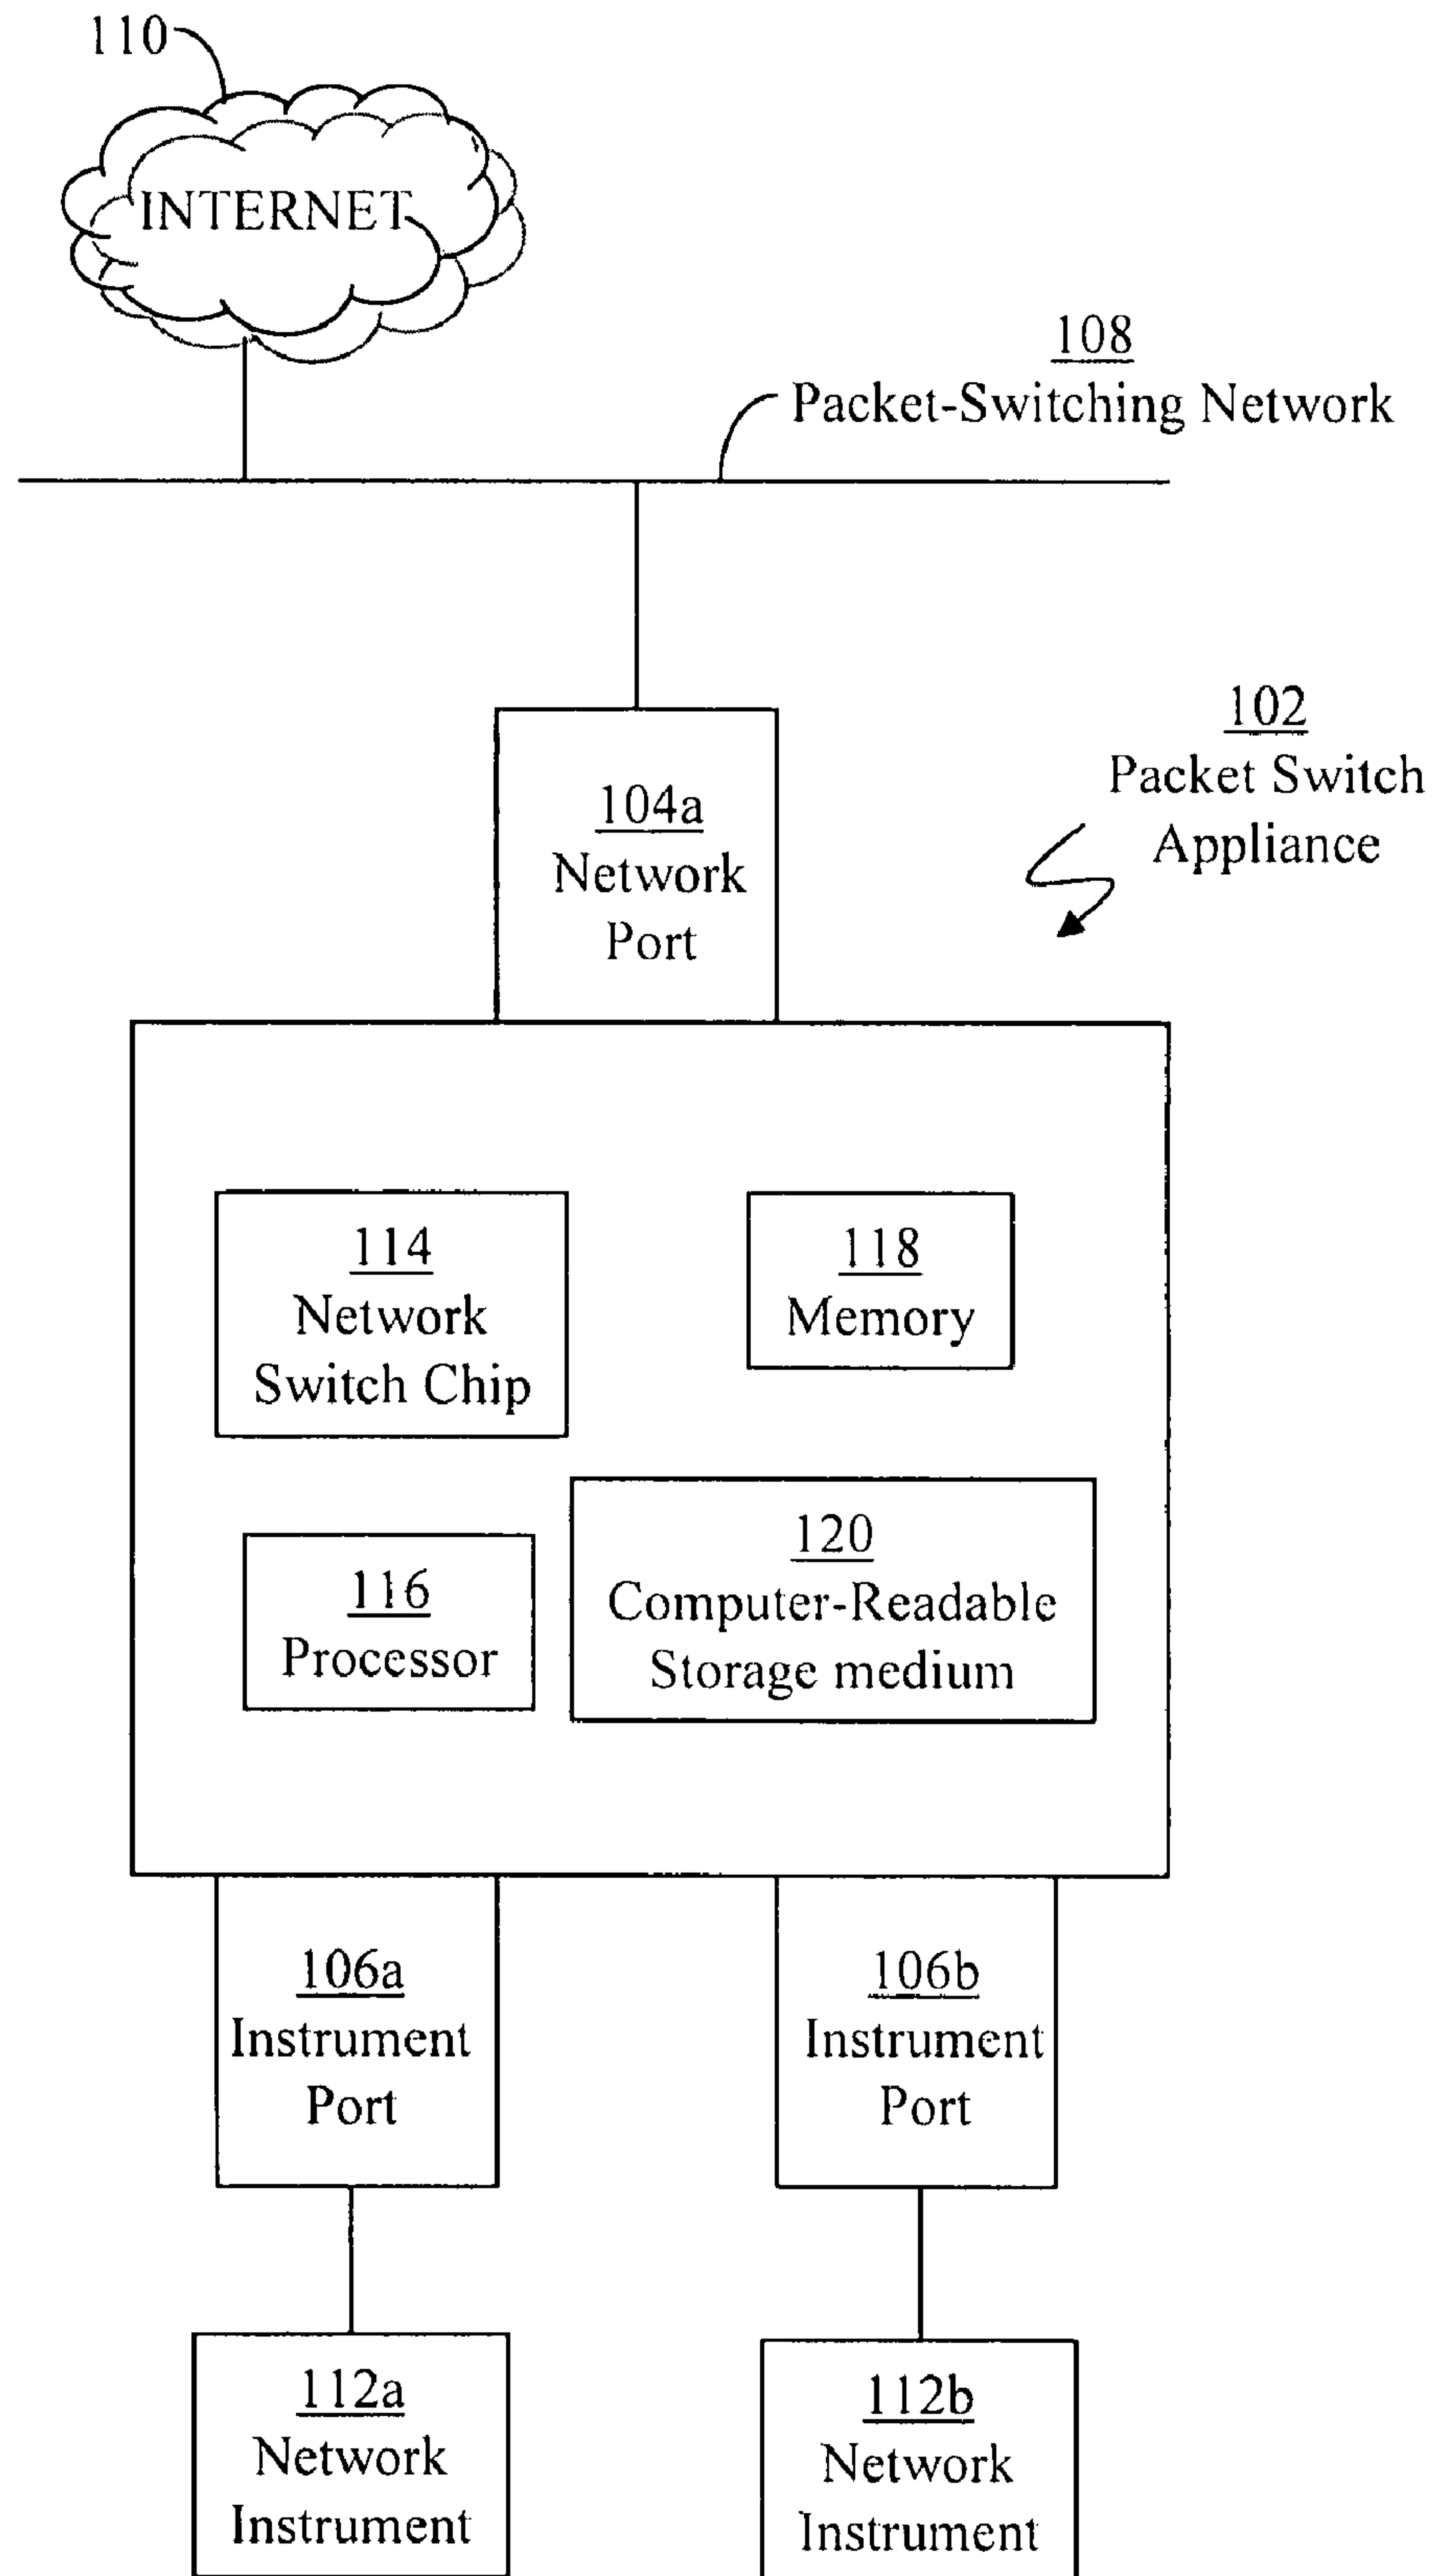 110
INTERNET
108
Packet-Switching Network
102
Packet Switch
Appliance
104a
Network
Port
114
Network
Switch Chip
118
Memory
116
Processor
120
Computer-Readable
Storage medium
106a
Instrument
Port
106b
Instrument
Port
112a
Network
Instrument
112b
Network
Instrument